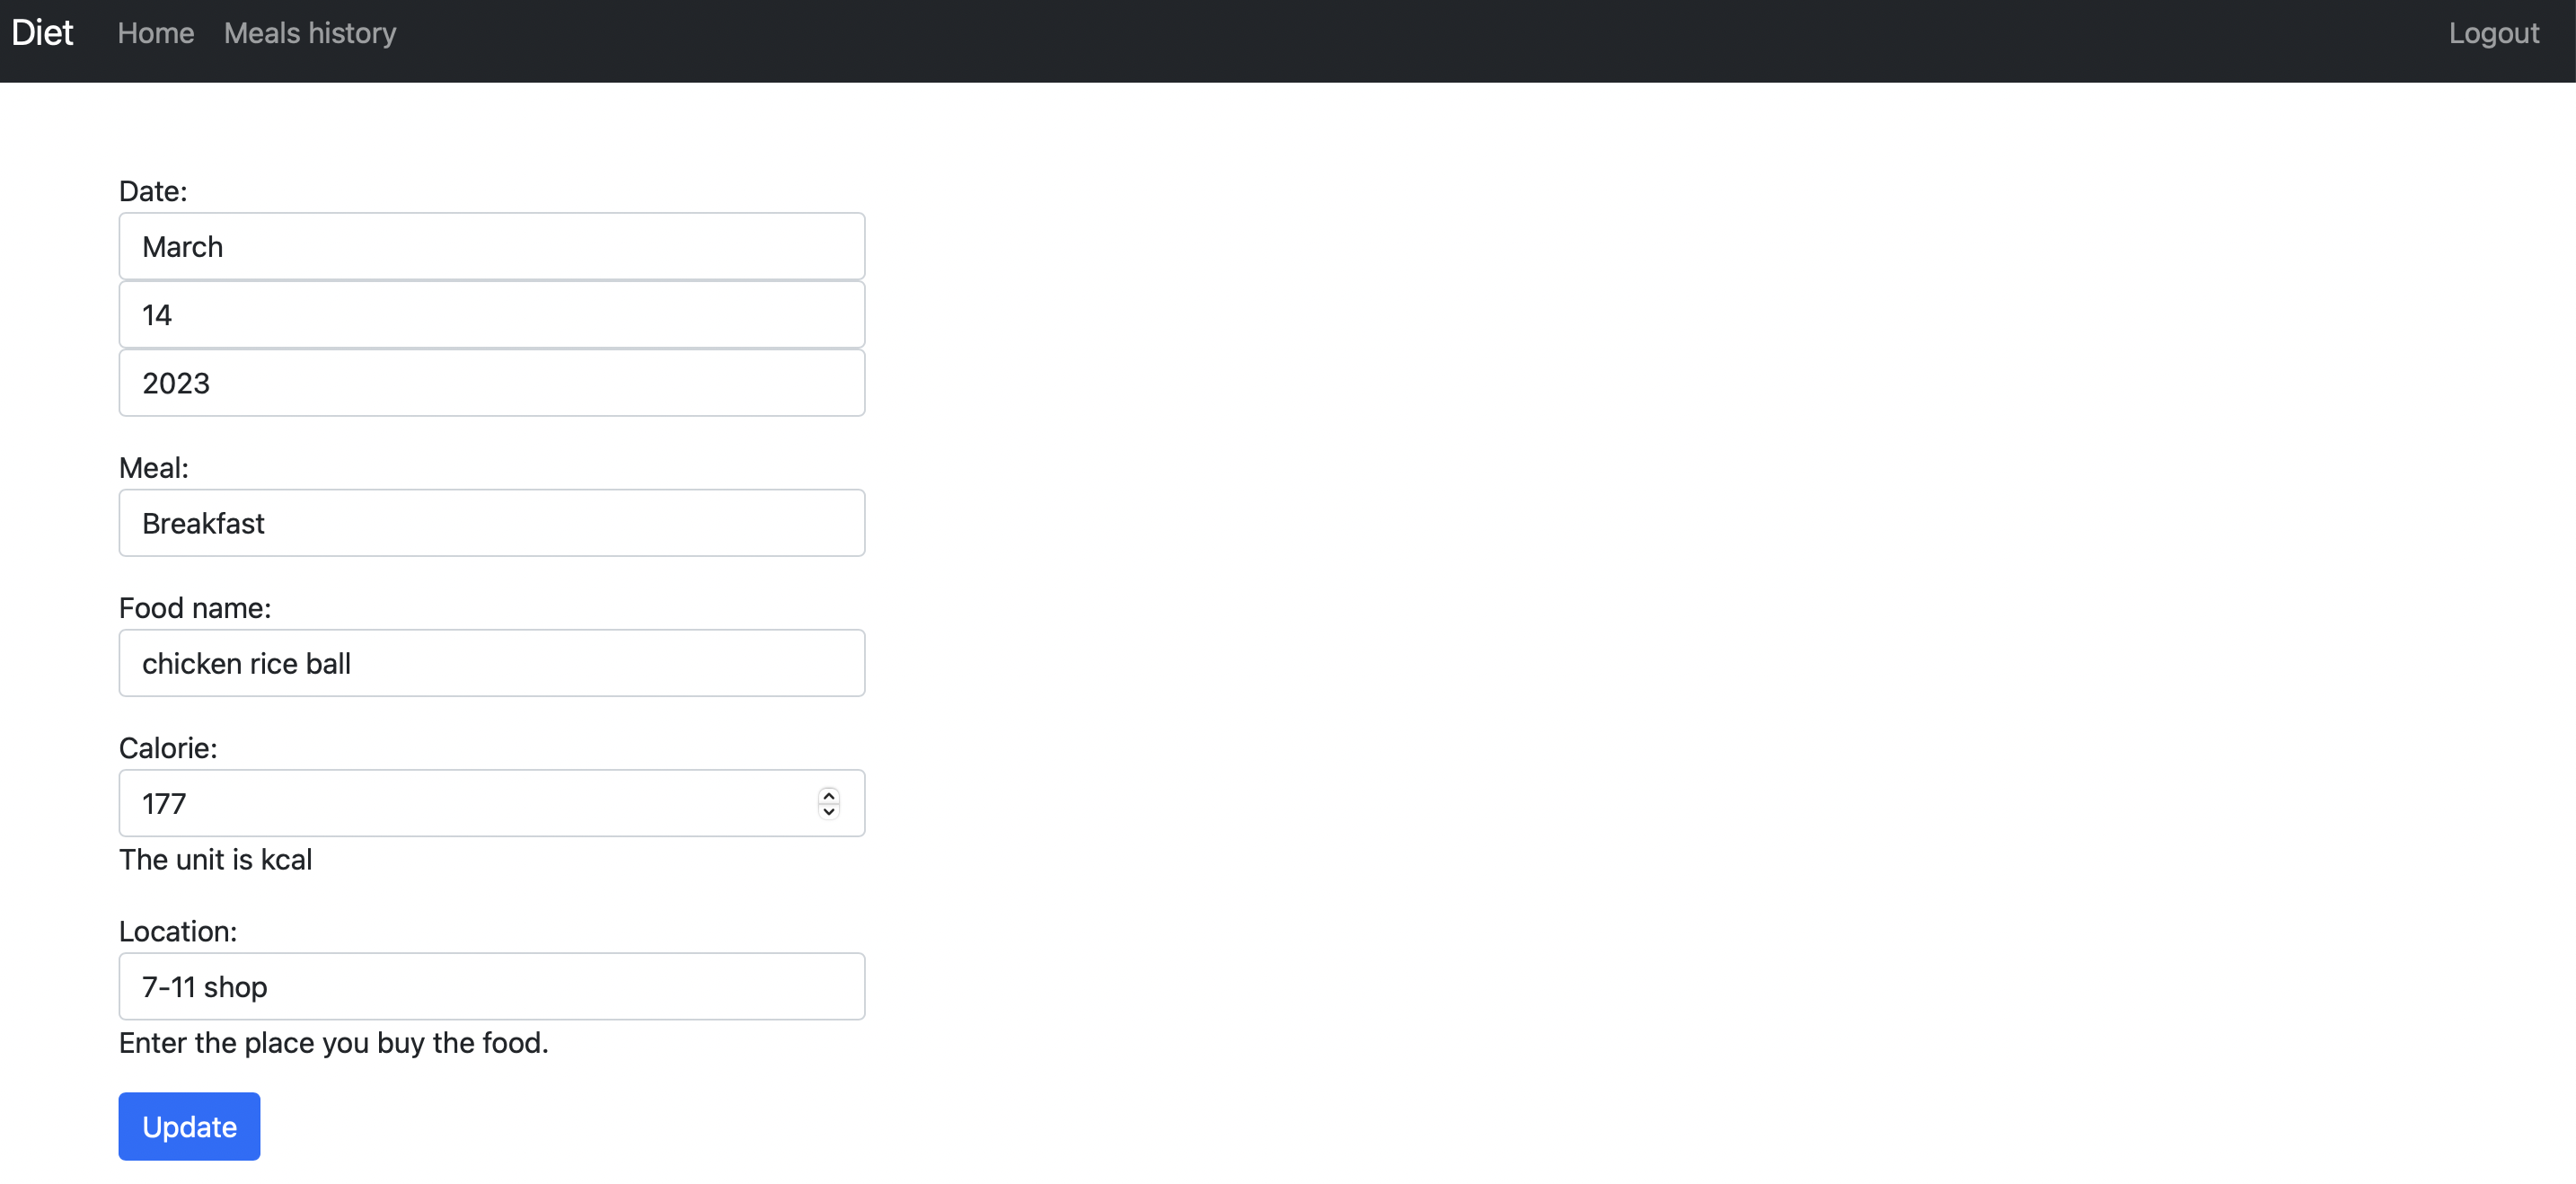 Diet Home Meals history Logout
Date:
March
14
2023
Meal:
Breakfast
Food name:
chicken rice ball
Calorie:
177
The unit is kcal
Location:
7-11 shop
Enter the place you buy the food.
Update